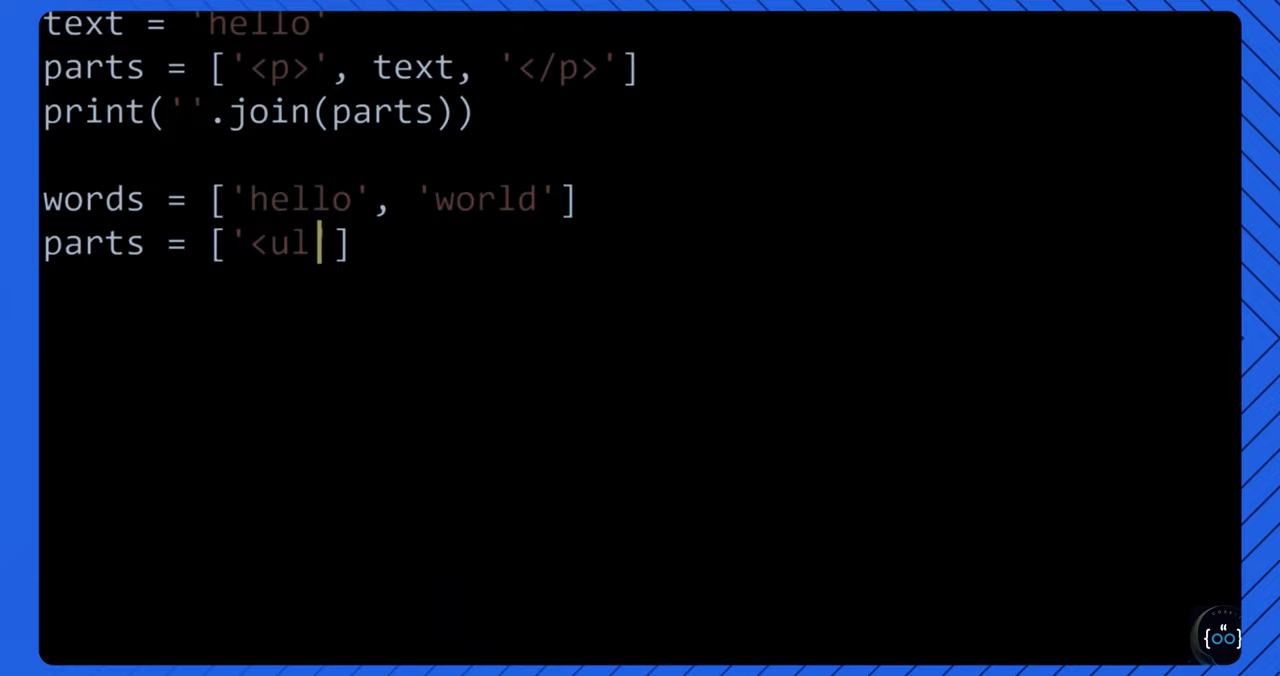 text = 'hello'
parts = ['<p>', text, '</p>']
print(''.join(parts))
words = ['hello', 'world']
parts = ['<ul']